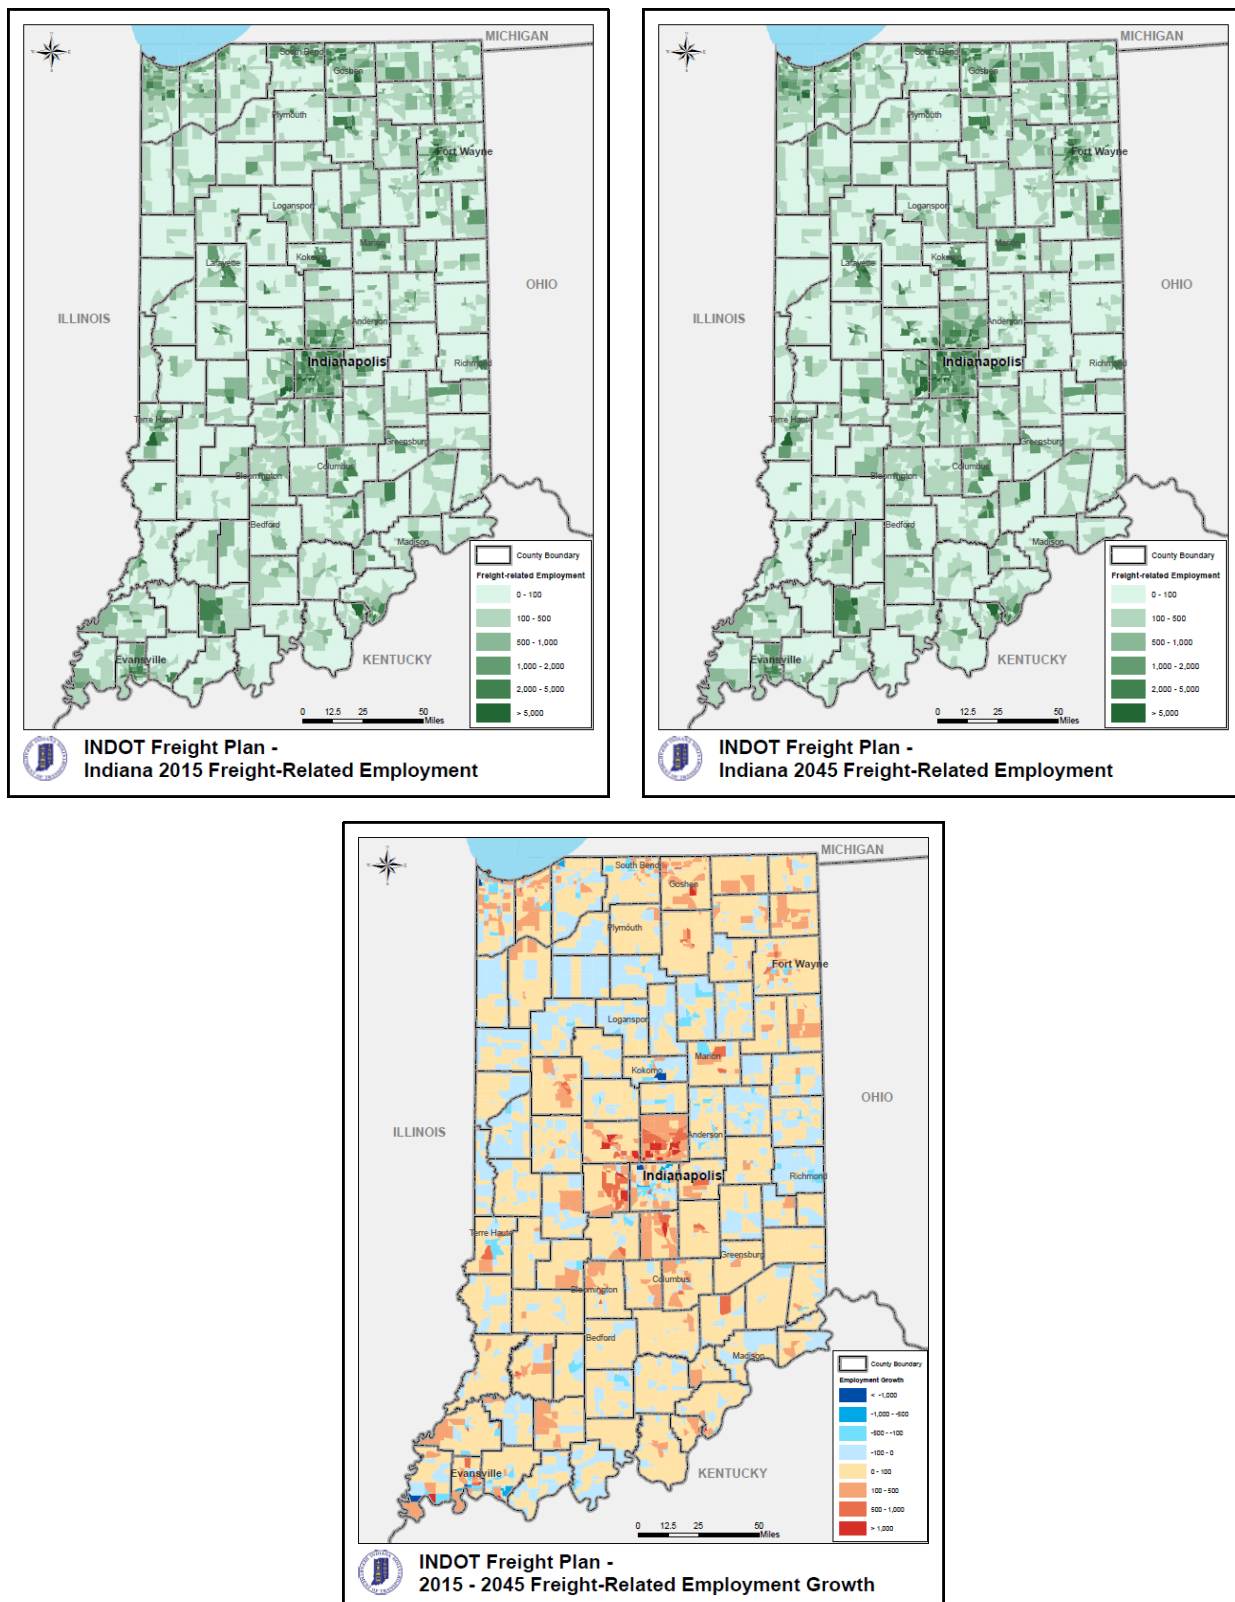 MICHIGAN
South Bend
Goshen
Plymouth
Fort Wayne
Logansport
Marion
Kokomo
Lafayette
OHIO
ILLINOIS
Anderson
Indianapolis
Richmond
Terre Haute
Greensburg
Columbus
Bloomington
Bedford
Madison
Evansville
KENTUCKY
County Boundary
Freight-related Employment
0 - 100
100 - 500
500 - 1,000
1,000 - 2,000
2,000 - 5,000
> 5,000
0 12.5 25 50
Miles
INDOT Freight Plan -
Indiana 2015 Freight-Related Employment
MICHIGAN
South Bend
Goshen
Plymouth
Fort Wayne
Logansport
Marion
Kokomo
Lafayette
OHIO
ILLINOIS
Anderson
Indianapolis
Richmond
Terre Haute
Greensburg
Columbus
Bloomington
Bedford
Madison
Evansville
KENTUCKY
County Boundary
Freight-related Employment
0 - 100
100 - 500
500 - 1,000
1,000 - 2,000
2,000 - 5,000
> 5,000
0 12.5 25 50
Miles
INDOT Freight Plan -
Indiana 2045 Freight-Related Employment
MICHIGAN
South Bend
Goshen
Plymouth
Fort Wayne
Logansport
Marion
Kokomo
OHIO
ILLINOIS
Anderson
Indianapolis
Richmond
Terre Haute
Greensburg
Columbus
Bloomington
Bedford
Madison
Evansville
KENTUCKY
County Boundary
Employment Growth
< -1,000
-1,000 - -500
-500 - -100
-100 - 0
0 - 100
100 - 500
500 - 1,000
> 1,000
0 12.5 25 50
Miles
INDOT Freight Plan -
2015 - 2045 Freight-Related Employment Growth